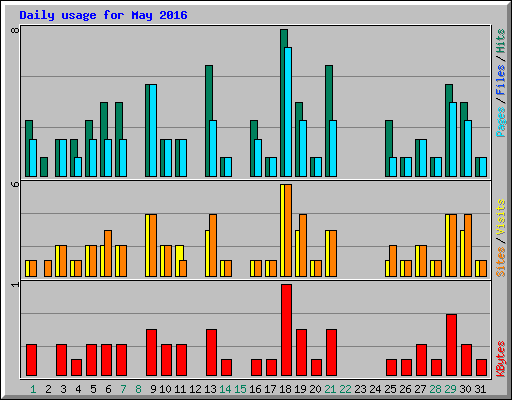 Daily usage for May 2016
8
Pages / Files / Hits
6
Sites / Visits
1
KBytes
1 2 3 4 5 6 7 8 9 10 11 12 13 14 15 16 17 18 19 20 21 22 23 24 25 26 27 28 29 30 31